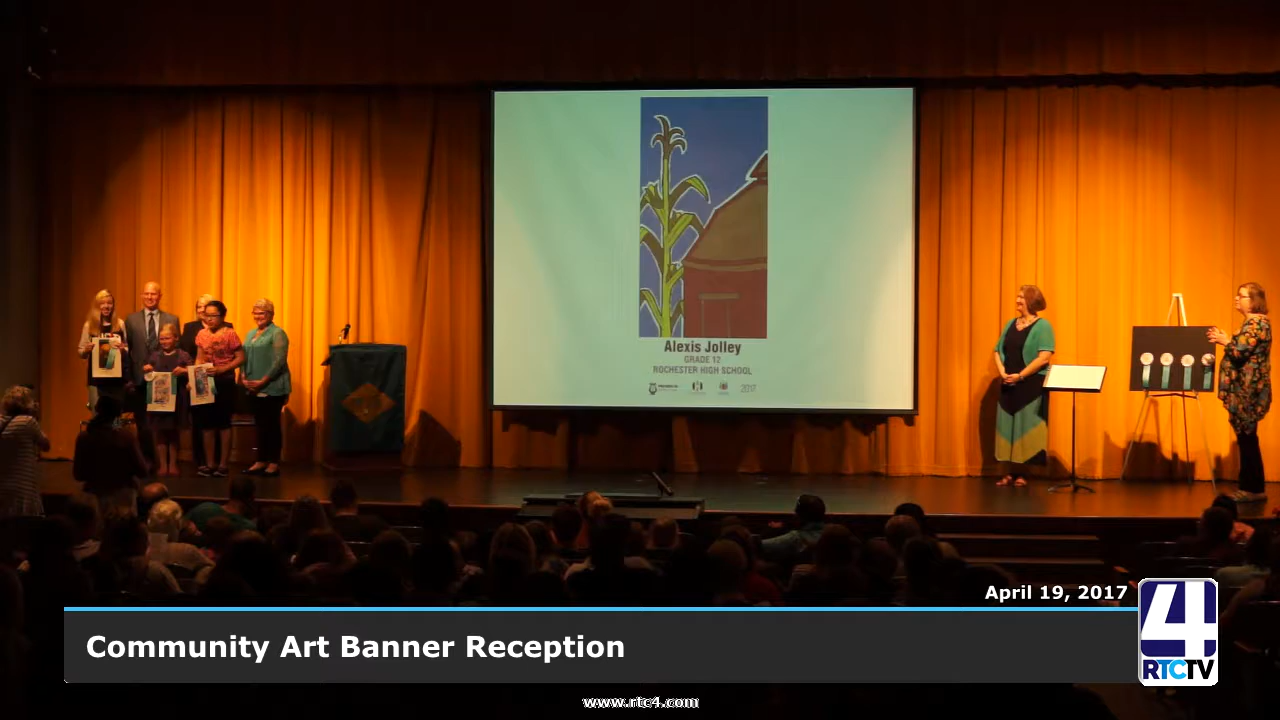 Alexis Jolley
GRADE 12
ROCHESTER HIGH SCHOOL
2017
April 19, 2017
Community Art Banner Reception
4
RTCTV
www.rtc4.com